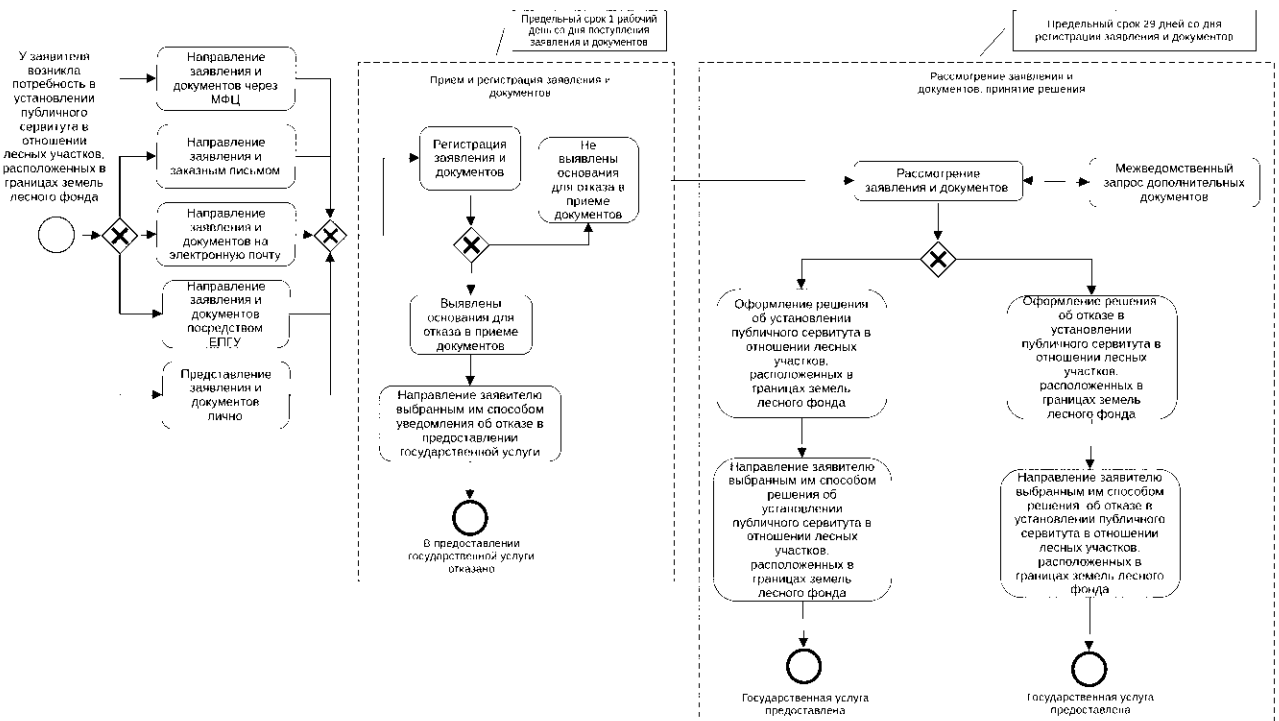 Предельный срок 1 рабочий
день со дня поступления
заявления и документов
Предельный срок 29 дней со дня
регистрации заявления и документов
У заявителя
возникла
потребность в
установлении
публичного
сервитута в
отношении
лесных участков,
расположенных в
границах земель
лесного фонда
Направление
заявления и
документов через
МФЦ
Направление
заявления и
заказным письмом
Направление
заявления и
документов на
электронную почту
Направление
заявления и
документов
посредством
ЕПГУ
Представление
заявления и
документов
лично
Прием и регистрация заявления и
документов
Регистрация
заявления и
документов
Не
выявлены
основания
для отказа в
приеме
документов
Выявлены
основания для
отказа в приеме
документов
Направление заявителю
выбранным им способом
уведомления об отказе в
предоставлении
государственной услуги
В предоставлении
государственной услуги
отказано
Рассмотрение заявления и
документов, принятие решения
Рассмотрение
заявления и документов
Межведомственный
запрос дополнительных
документов
Оформление решения
об установлении
публичного сервитута в
отношении лесных
участков,
расположенных в
границах земель
лесного фонда
Направление заявителю
выбранным им способом
решения об
установлении
публичного сервитута в
отношении лесных
участков,
расположенных в
границах земель
лесного фонда
Государственная услуга
предоставлена
Оформление решения
об отказе в
установлении
публичного сервитута в
отношении лесных
участков,
расположенных в
границах земель
лесного фонда
Направление заявителю
выбранным им способом
решения об отказе в
установлении публичного
сервитута в отношении
лесных участков,
расположенных в
границах земель лесного
фонда
Государственная услуга
предоставлена